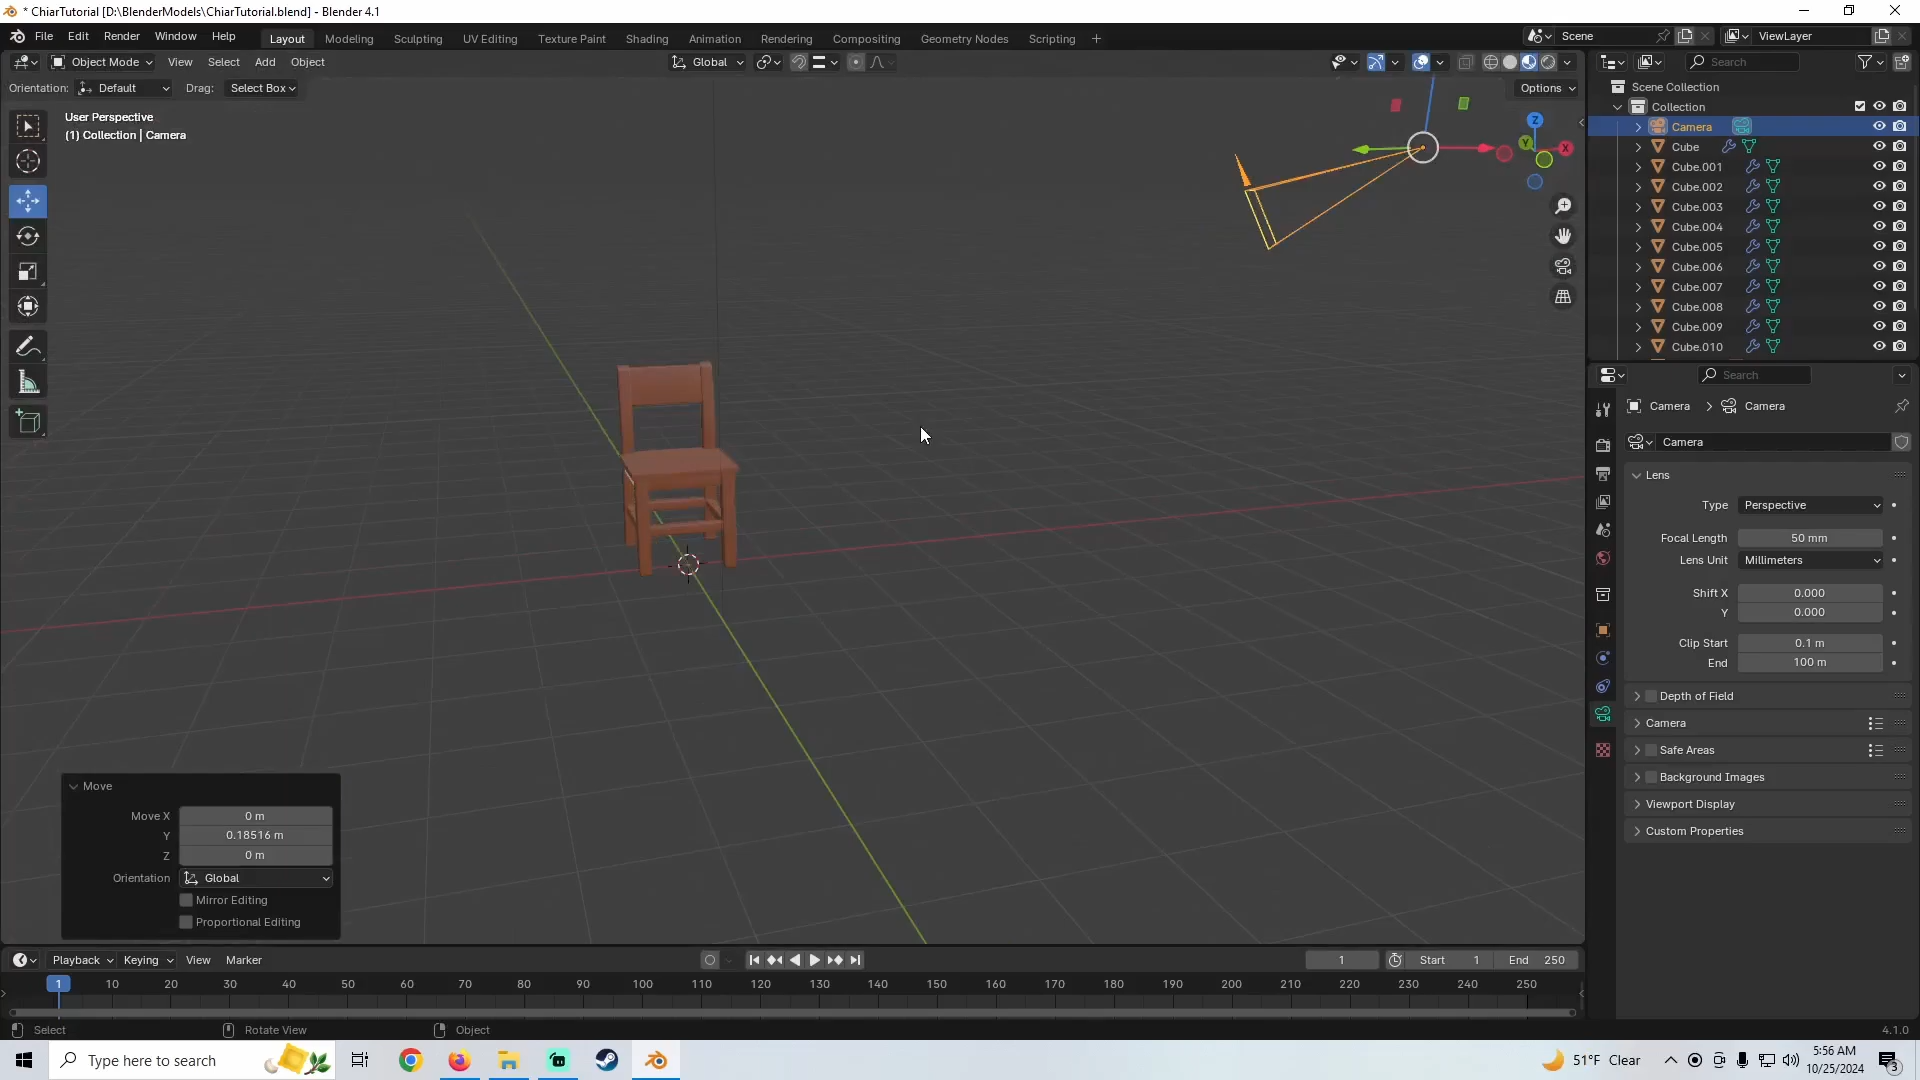 * ChiarTutorial [D:\BlenderModels\ChiarTutorial.blend] - Blender 4.1
File Edit Render Window Help
Layout Modeling Sculpting UV Editing Texture Paint Shading Animation Rendering Compositing Geometry Nodes Scripting +
Scene
ViewLayer
Object Mode View Select Add Object
Global
Search
Orientation: Default Drag: Select Box
Options
User Perspective
(1) Collection | Camera
Z
Y
X
Scene Collection
Collection
Camera
Cube
Cube.001
Cube.002
Cube.003
Cube.004
Cube.005
Cube.006
Cube.007
Cube.008
Cube.009
Cube.010
Search
Camera > Camera
Camera
Lens
Type Perspective
Focal Length 50 mm
Lens Unit Millimeters
Shift X 0.000
Y 0.000
Clip Start 0.1 m
End 100 m
Depth of Field
Camera
Safe Areas
Background Images
Viewport Display
Custom Properties
Move
Move X 0 m
Y 0.18516 m
Z 0 m
Orientation Global
Mirror Editing
Proportional Editing
Playback Keying View Marker
1 Start 1 End 250
1 10 20 30 40 50 60 70 80 90 100 110 120 130 140 150 160 170 180 190 200 210 220 230 240 250
Select Rotate View Object
4.1.0
Type here to search
51°F Clear
5:56 AM
10/25/2024
3